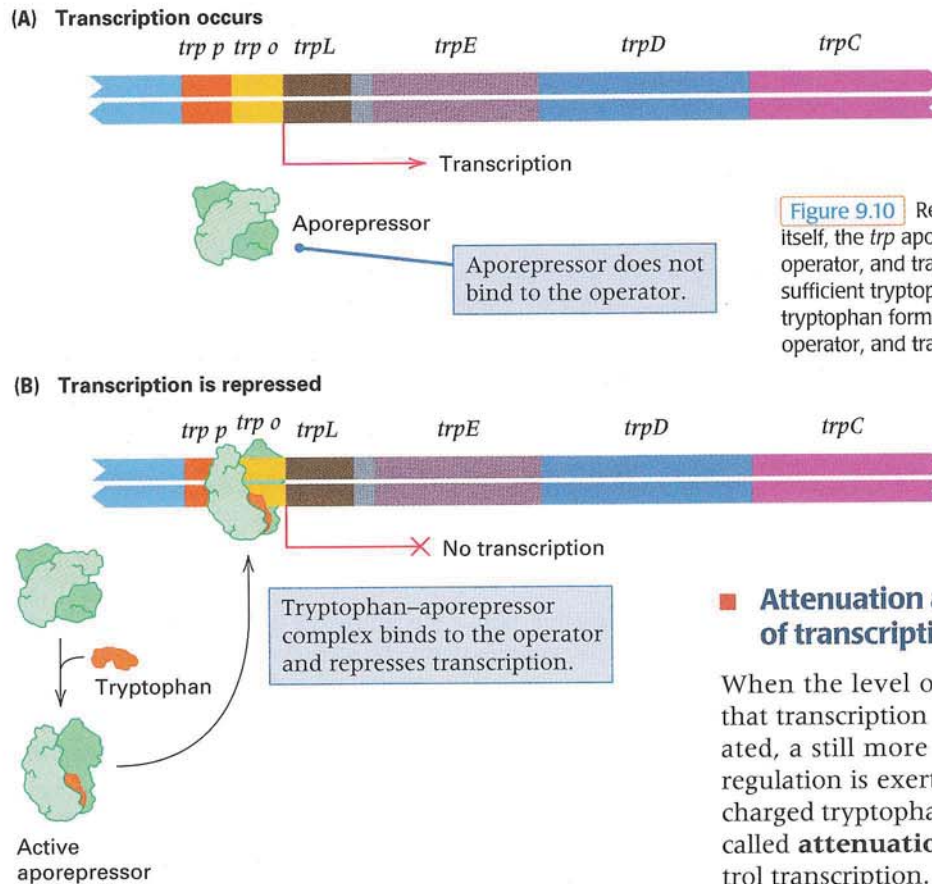 (A) Transcription occurs
trp p trp o trpL trpE trpD trpC
Transcription
Aporepressor
Aporepressor does not
bind to the operator.
Figure 9.10 Re
itself, the trp apo
operator, and tra
sufficient tryptop
tryptophan form
operator, and tra
(B) Transcription is repressed
trp p trp o trpL trpE trpD trpC
No transcription
Tryptophan–aporepressor
complex binds to the operator
and represses transcription.
Tryptophan
Active
aporepressor
Attenuation a
of transcripti
When the level o
that transcription
ated, a still more
regulation is exert
charged tryptopha
called attenuatio
trol transcription.